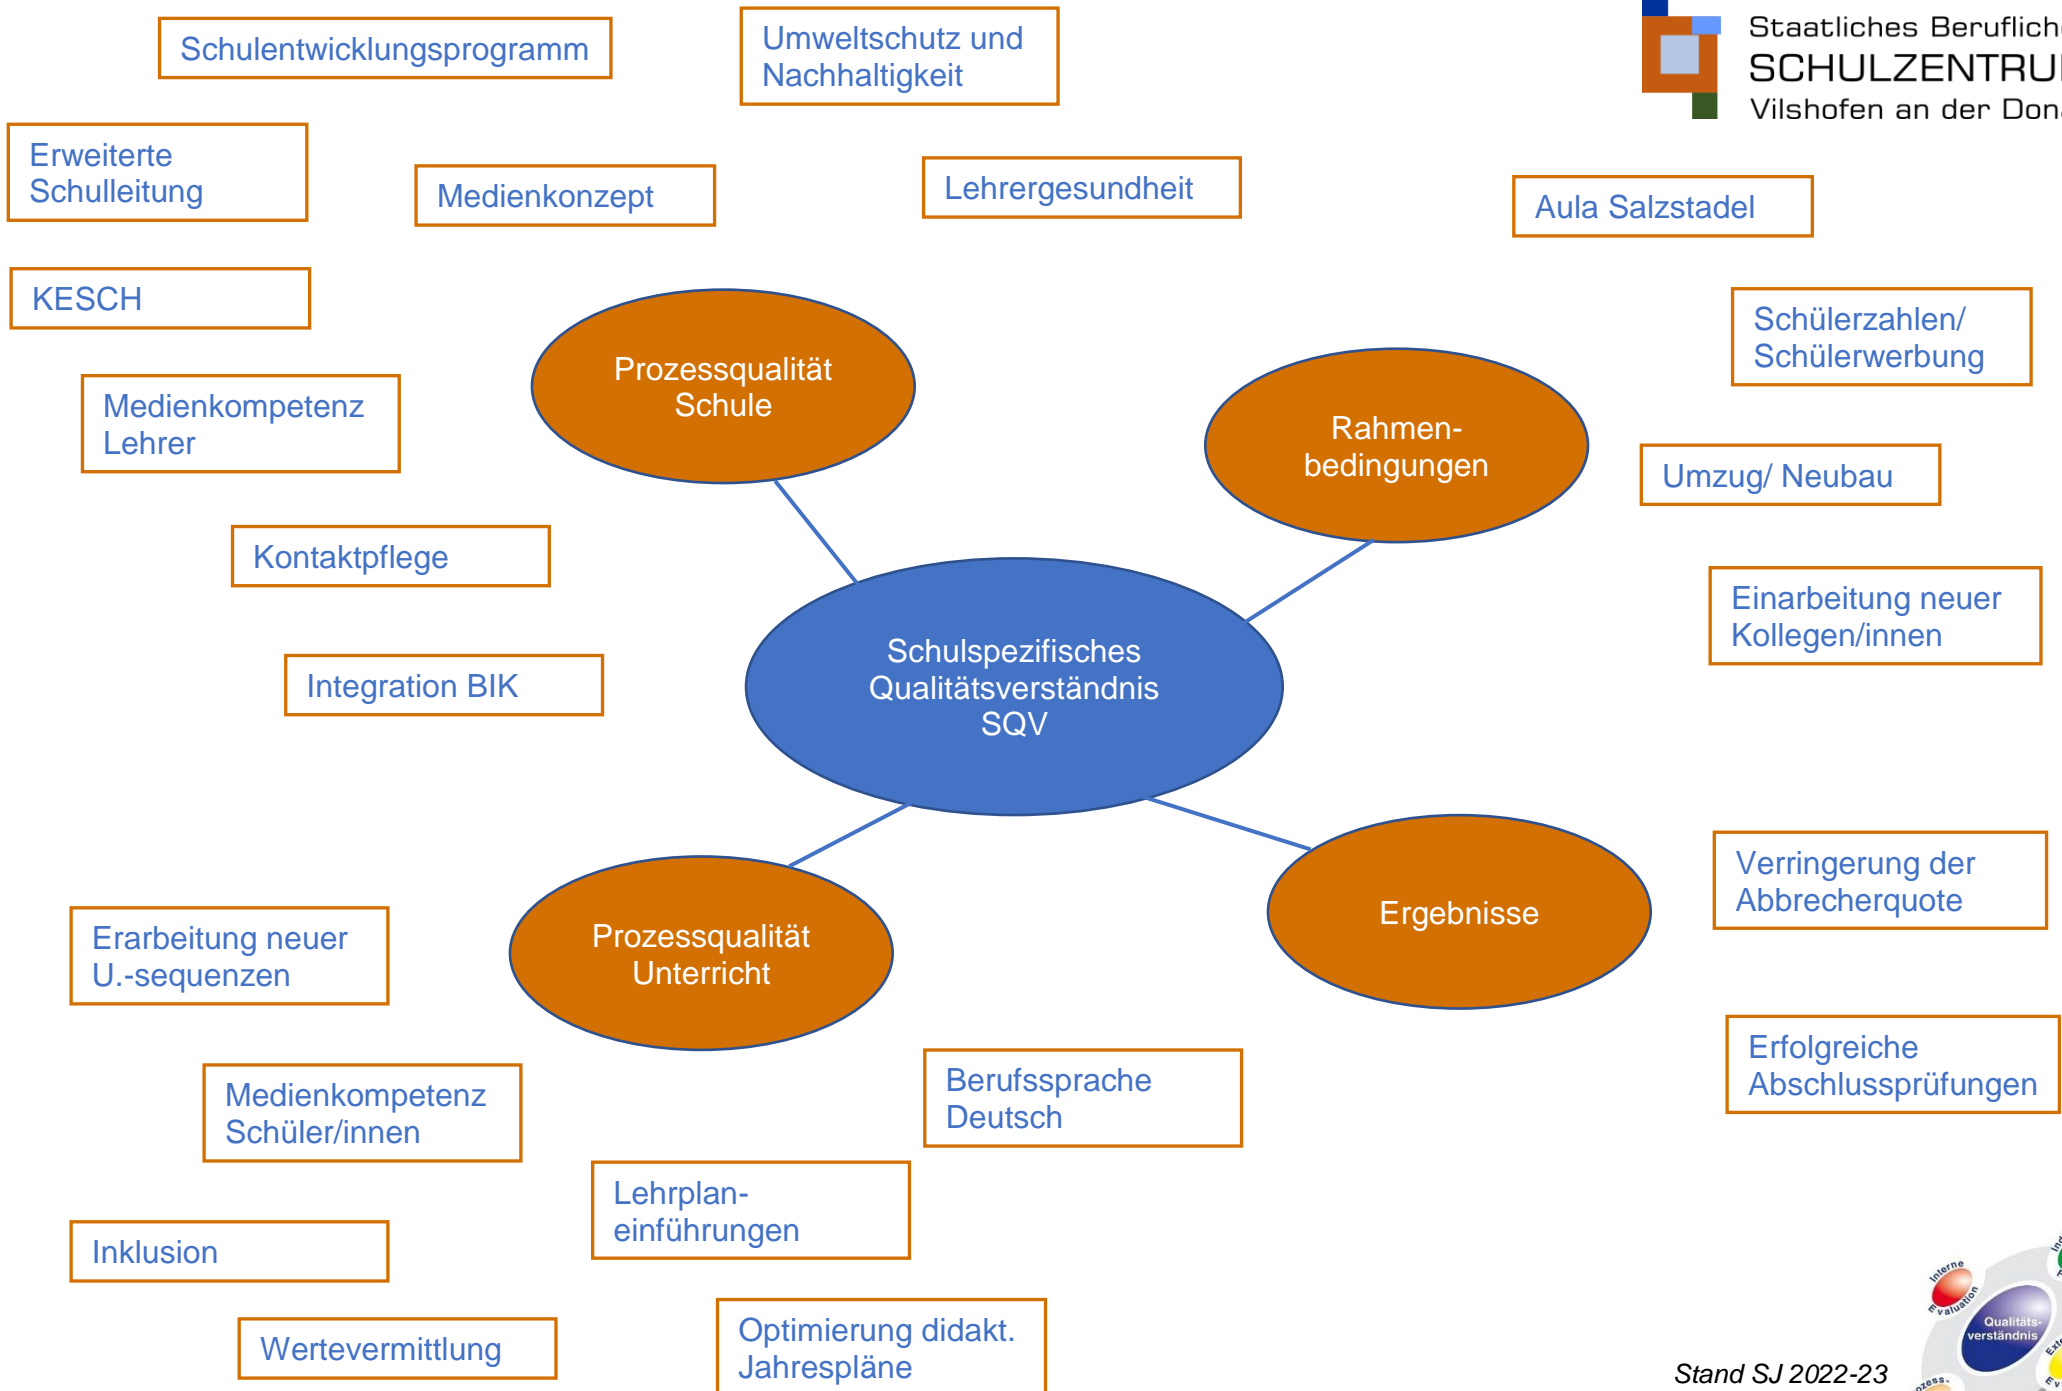 Schulentwicklungsprogramm
Umweltschutz und
Nachhaltigkeit
Staatliches Berufliche
SCHULZENTRU
Vilshofen an der Don
Erweiterte
Schulleitung
Medienkonzept
Lehrergesundheit
Aula Salzstadel
KESCH
Schülerzahlen/
Schülerwerbung
Prozessqualität
Schule
Medienkompetenz
Lehrer
Rahmen-
bedingungen
Umzug/ Neubau
Kontaktpflege
Einarbeitung neuer
Kollegen/innen
Integration BIK
Schulspezifisches
Qualitätsverständnis
SQV
Verringerung der
Abbrecherquote
Ergebnisse
Erarbeitung neuer
U.-sequenzen
Prozessqualität
Unterricht
Erfolgreiche
Abschlussprüfungen
Medienkompetenz
Schüler/innen
Berufssprache
Deutsch
Lehrplan-
einführungen
Inklusion
Wertevermittlung
Optimierung didakt.
Jahrespläne
Interne
Evaluation
Qualitäts-
verständnis
Stand SJ 2022-23